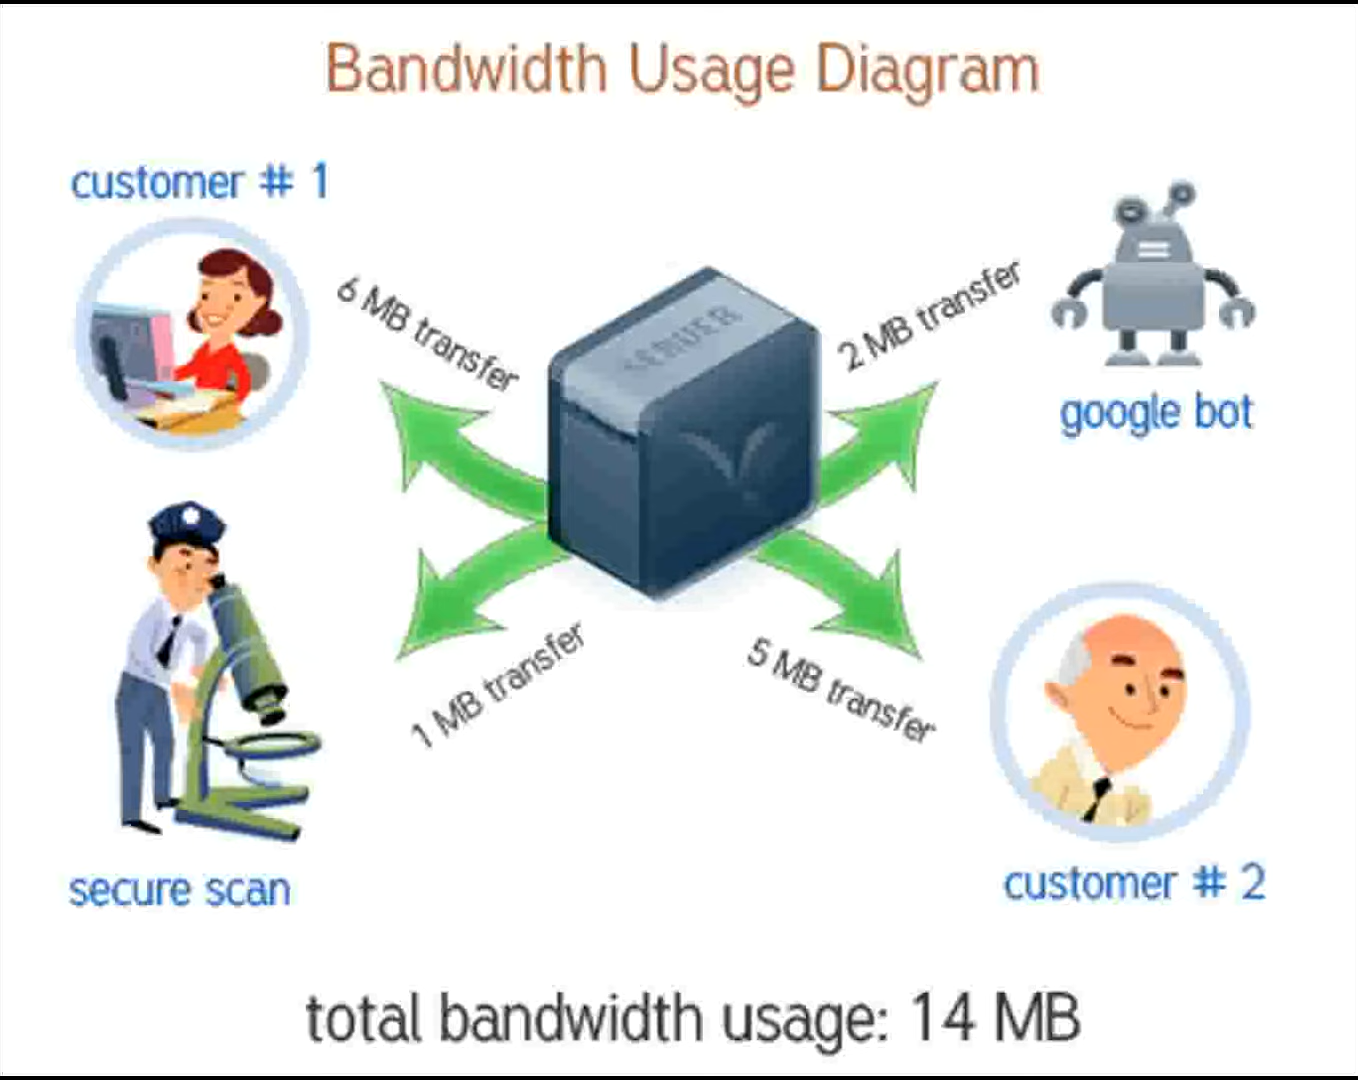 Bandwidth Usage Diagram
customer # 1
6 MB transfer
SERVER
2 MB transfer
google bot
1 MB transfer
5 MB transfer
secure scan
customer # 2
total bandwidth usage: 14 MB